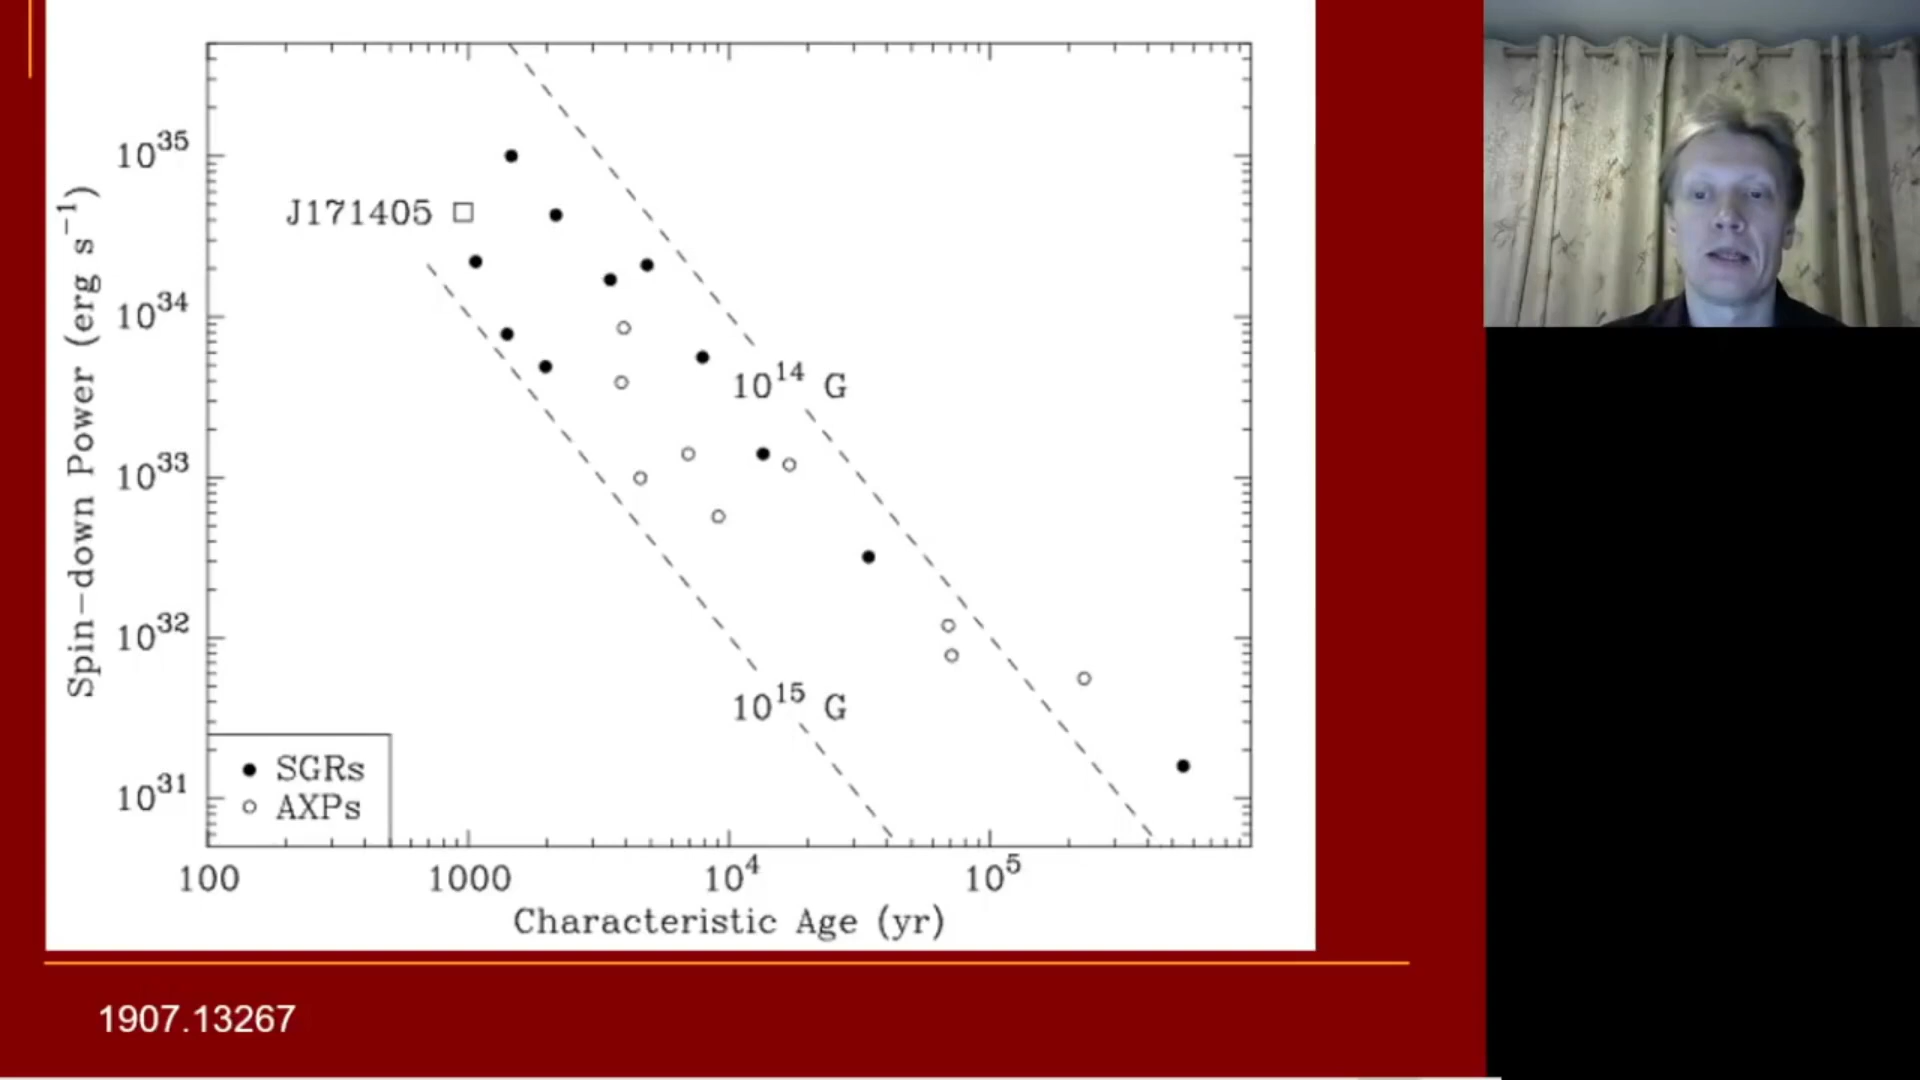 10^35
J171405
10^34
10^14 G
10^33
10^32
10^15 G
10^31
SGRs
AXPs
Spin-down Power (erg s^-1)
100 1000 10^4 10^5
Characteristic Age (yr)
1907.13267